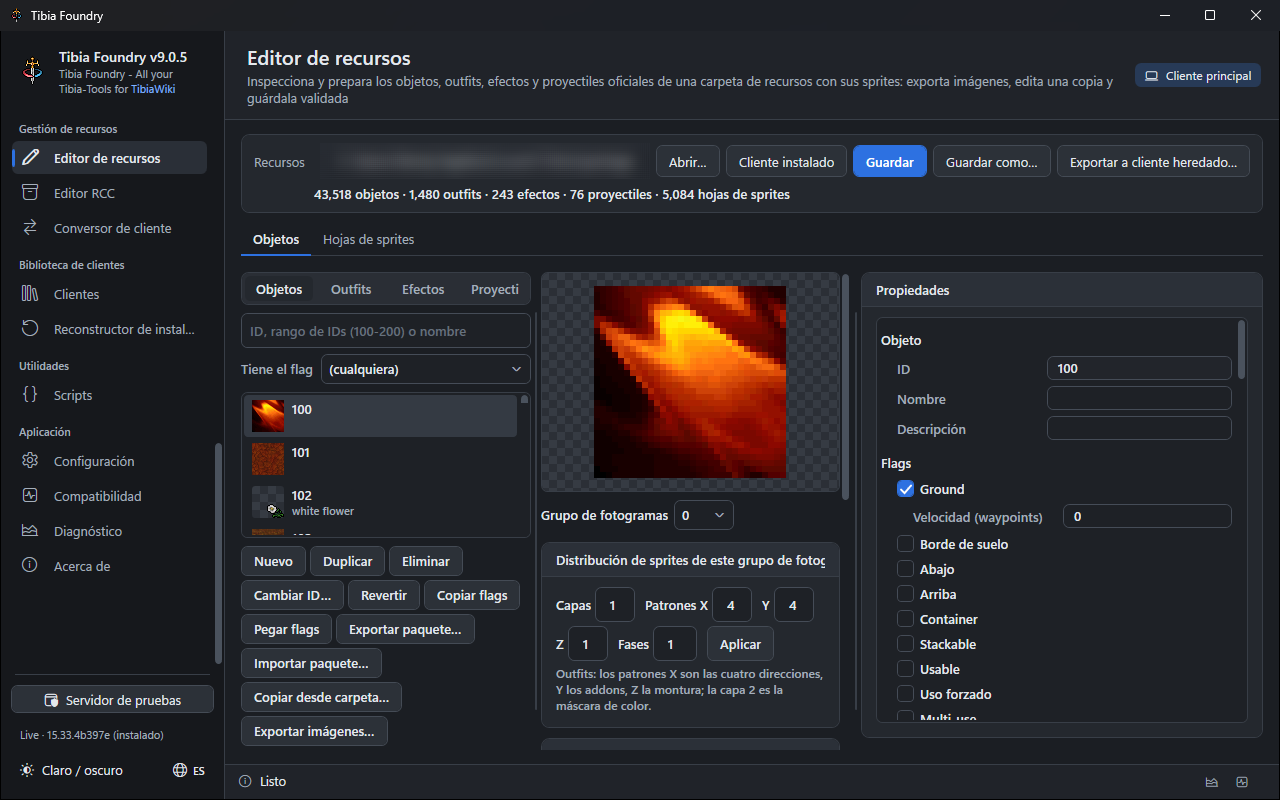 Tibia Foundry
Tibia Foundry v9.0.5
Tibia Foundry - All your
Tibia-Tools for TibiaWiki
Gestión de recursos
Editor de recursos
Editor RCC
Conversor de cliente
Biblioteca de clientes
Clientes
Reconstructor de instal...
Utilidades
Scripts
Aplicación
Configuración
Compatibilidad
Diagnóstico
Acerca de
Servidor de pruebas
Live · 15.33.4b397e (instalado)
Claro / oscuro
ES
Editor de recursos
Inspecciona y prepara los objetos, outfits, efectos y proyectiles oficiales de una carpeta de recursos con sus sprites: exporta imágenes, edita una copia y
guárdala validada
Cliente principal
Recursos
Abrir...
Cliente instalado
Guardar
Guardar como...
Exportar a cliente heredado...
43,518 objetos · 1,480 outfits · 243 efectos · 76 proyectiles · 5,084 hojas de sprites
Objetos
Hojas de sprites
Objetos
Outfits
Efectos
Proyecti
ID, rango de IDs (100-200) o nombre
Tiene el flag
(cualquiera)
100
101
102
white flower
Nuevo
Duplicar
Eliminar
Cambiar ID...
Revertir
Copiar flags
Pegar flags
Exportar paquete...
Importar paquete...
Copiar desde carpeta...
Exportar imágenes...
Grupo de fotogramas
0
Distribución de sprites de este grupo de fotog
Capas 1 Patrones X 4 Y 4
Z 1 Fases 1 Aplicar
Outfits: los patrones X son las cuatro direcciones,
Y los addons, Z la montura; la capa 2 es la
máscara de color.
Propiedades
Objeto
ID
100
Nombre
Descripción
Flags
Ground
Velocidad (waypoints)
0
Borde de suelo
Abajo
Arriba
Container
Stackable
Usable
Uso forzado
Multi-use
Listo